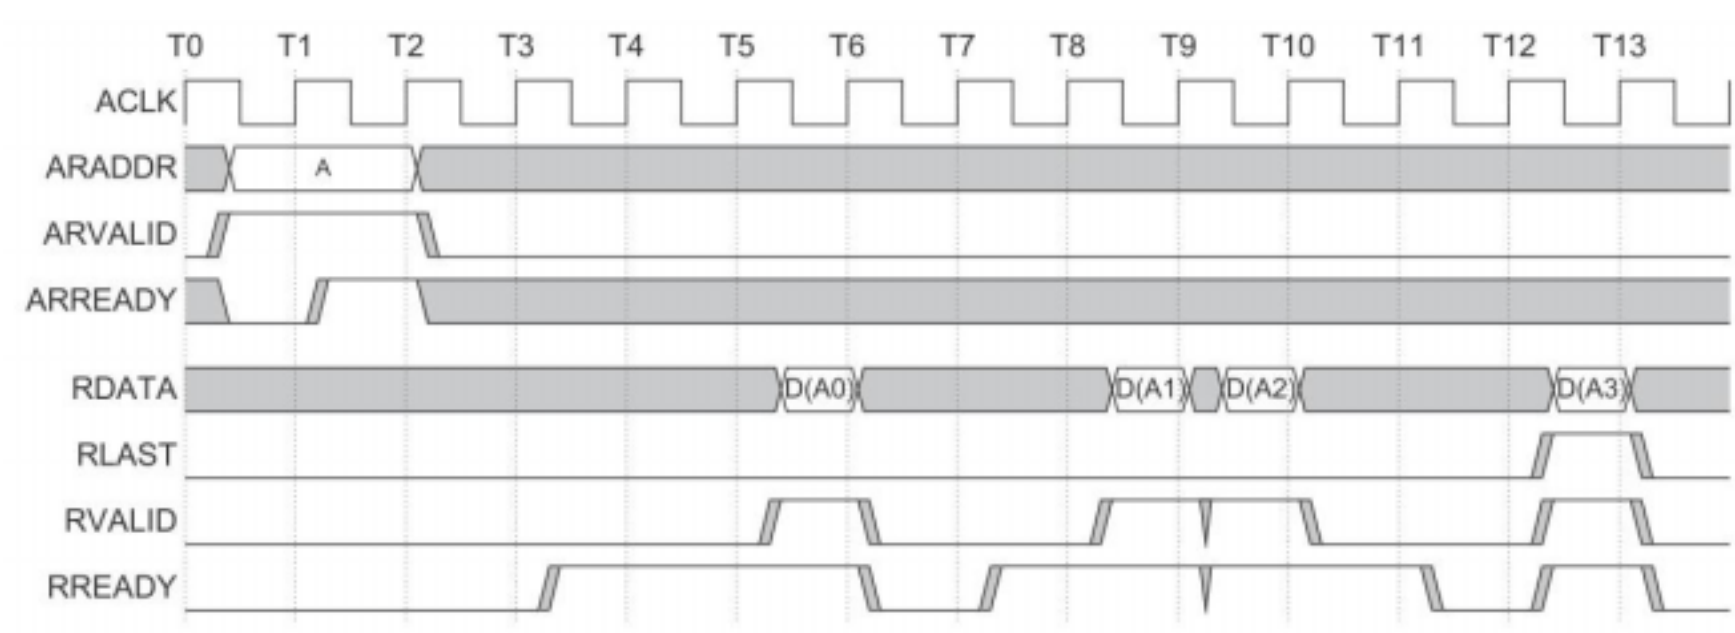 T0 T1 T2 T3 T4 T5 T6 T7 T8 T9 T10 T11 T12 T13
ACLK
ARADDR A
ARVALID
ARREADY
RDATA D(A0) D(A1) D(A2) D(A3)
RLAST
RVALID
RREADY